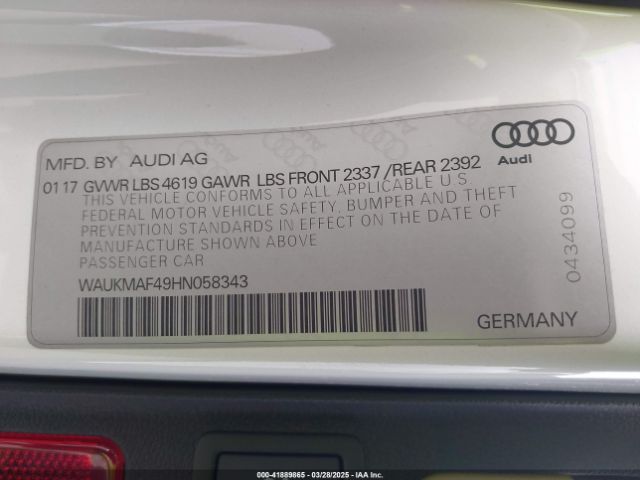 MFD. BY AUDI AG
Audi
01 17 GVWR LBS 4619 GAWR LBS FRONT 2337 /REAR 2392
THIS VEHICLE CONFORMS TO ALL APPLICABLE U S
FEDERAL MOTOR VEHICLE SAFETY, BUMPER AND THEFT
PREVENTION STANDARDS IN EFFECT ON THE DATE OF
MANUFACTURE SHOWN ABOVE
PASSENGER CAR
WAUKMAF49HN058343
GERMANY
0434099
000-41889865 - 03/28/2025 - IAAI.COM